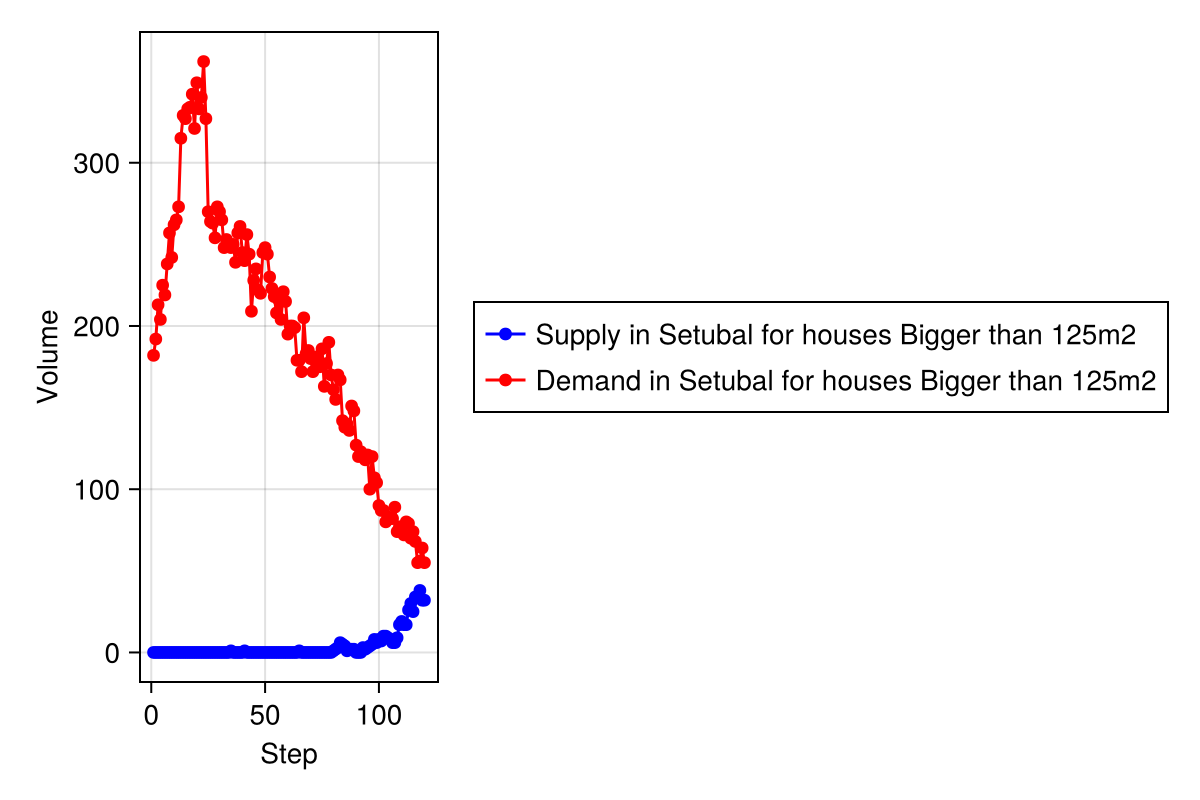 300
200
100
0
Volume
0 50 100
Step
Supply in Setubal for houses Bigger than 125m2
Demand in Setubal for houses Bigger than 125m2